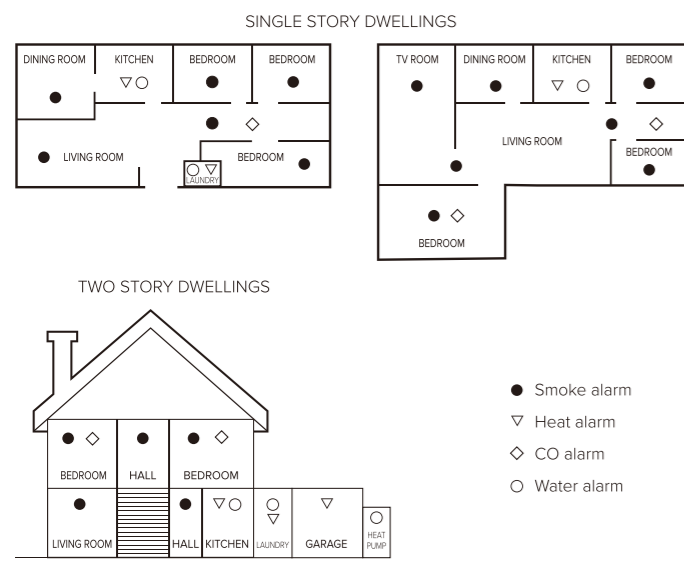 SINGLE STORY DWELLINGS
DINING ROOM
KITCHEN
BEDROOM
BEDROOM
LIVING ROOM
BEDROOM
LAUNDRY
TV ROOM
DINING ROOM
KITCHEN
BEDROOM
LIVING ROOM
BEDROOM
BEDROOM
TWO STORY DWELLINGS
BEDROOM
HALL
BEDROOM
LIVING ROOM
HALL
KITCHEN
LAUNDRY
GARAGE
HEAT
PUMP
Smoke alarm
Heat alarm
CO alarm
Water alarm